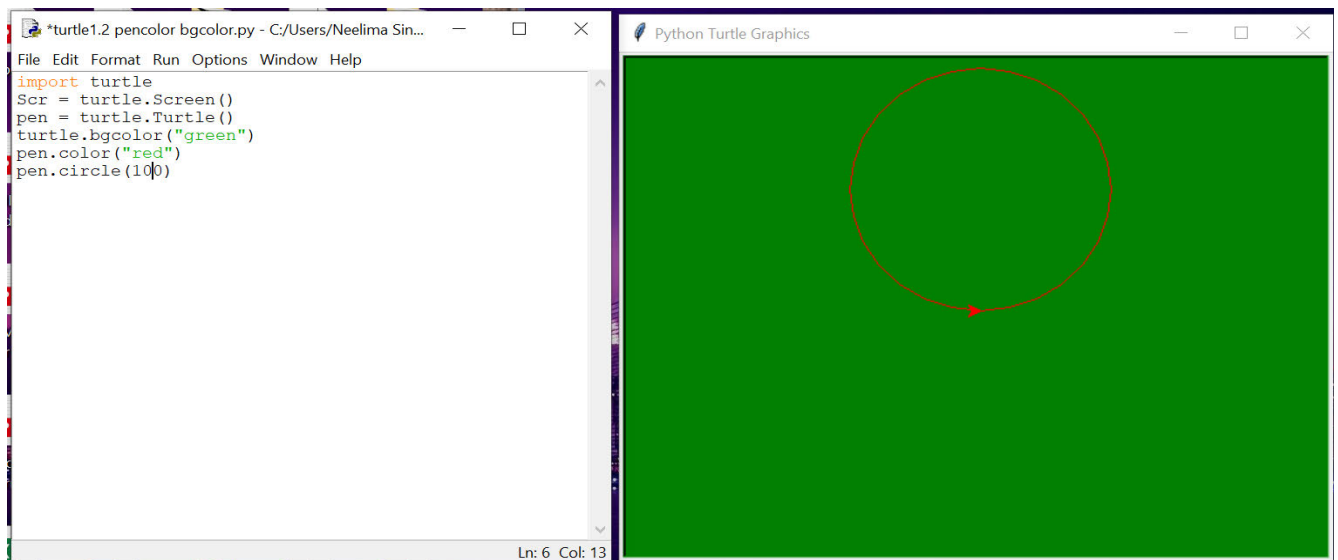 *turtle1.2 pencolor bgcolor.py - C:/Users/Neelima Sin...
File Edit Format Run Options Window Help
import turtle
Scr = turtle.Screen()
pen = turtle.Turtle()
turtle.bgcolor("green")
pen.color("red")
pen.circle(100)
Ln: 6 Col: 13
Python Turtle Graphics